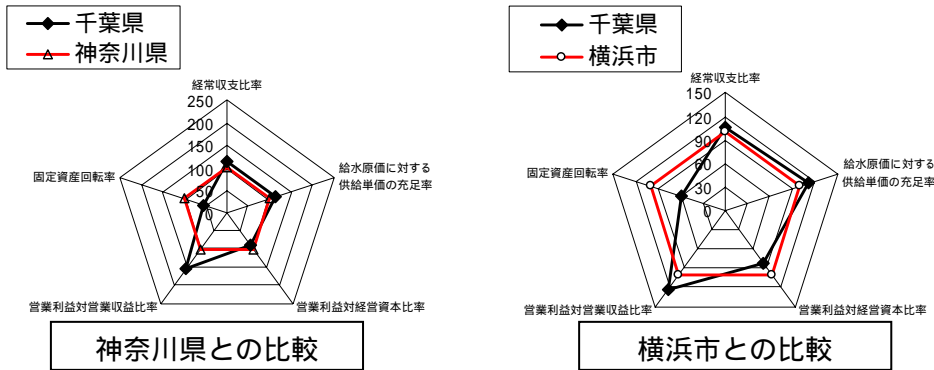 千葉県
神奈川県
経常収支比率
250
200
150
100
50
0
固定資産回転率
給水原価に対する
供給単価の充足率
営業利益対営業収益比率
営業利益対経営資本比率
神奈川県との比較
千葉県
横浜市
経常収支比率
150
120
90
60
30
0
固定資産回転率
給水原価に対する
供給単価の充足率
営業利益対営業収益比率
営業利益対経営資本比率
横浜市との比較